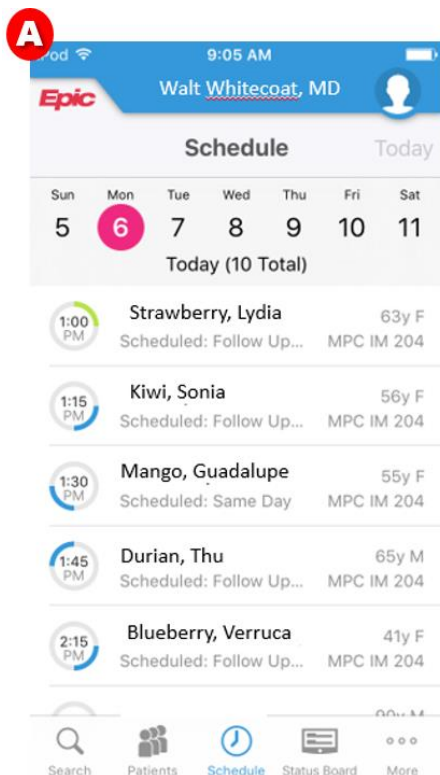 A
Pod 9:05 AM
Epic
Walt Whitecoat, MD
Schedule Today
Sun Mon Tue Wed Thu Fri Sat
5 6 7 8 9 10 11
Today (10 Total)
1:00 PM Strawberry, Lydia 63y F
Scheduled: Follow Up... MPC IM 204
1:15 PM Kiwi, Sonia 56y F
Scheduled: Follow Up... MPC IM 204
1:30 PM Mango, Guadalupe 55y F
Scheduled: Same Day MPC IM 204
1:45 PM Durian, Thu 65y M
Scheduled: Follow Up... MPC IM 204
2:15 PM Blueberry, Verruca 41y F
Scheduled: Follow Up... MPC IM 204
Search Patients Schedule Status Board More